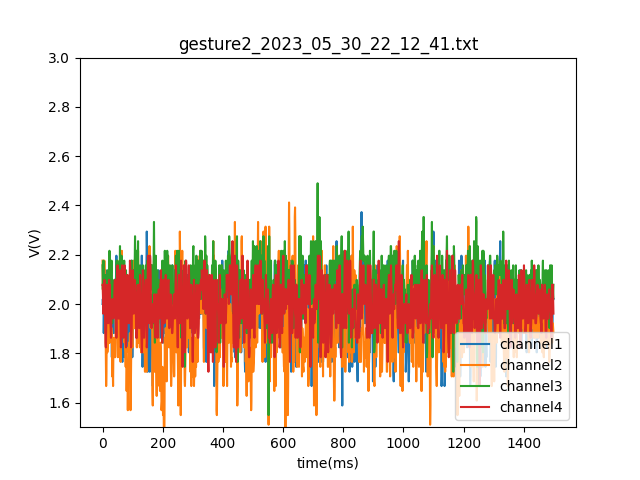 gesture2_2023_05_30_22_12_41.txt
3.0
2.8
2.6
2.4
2.2
2.0
1.8
1.6
V(V)
0 200 400 600 800 1000 1200 1400
time(ms)
channel1
channel2
channel3
channel4